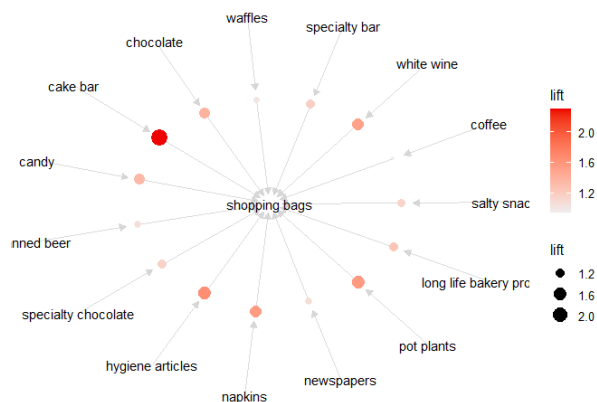 waffles
specialty bar
chocolate
white wine
cake bar
lift
coffee
2.0
candy
1.6
1.2
shopping bags
salty snac
nned beer
lift
long life bakery pro
1.2
specialty chocolate
1.6
2.0
pot plants
hygiene articles
newspapers
napkins